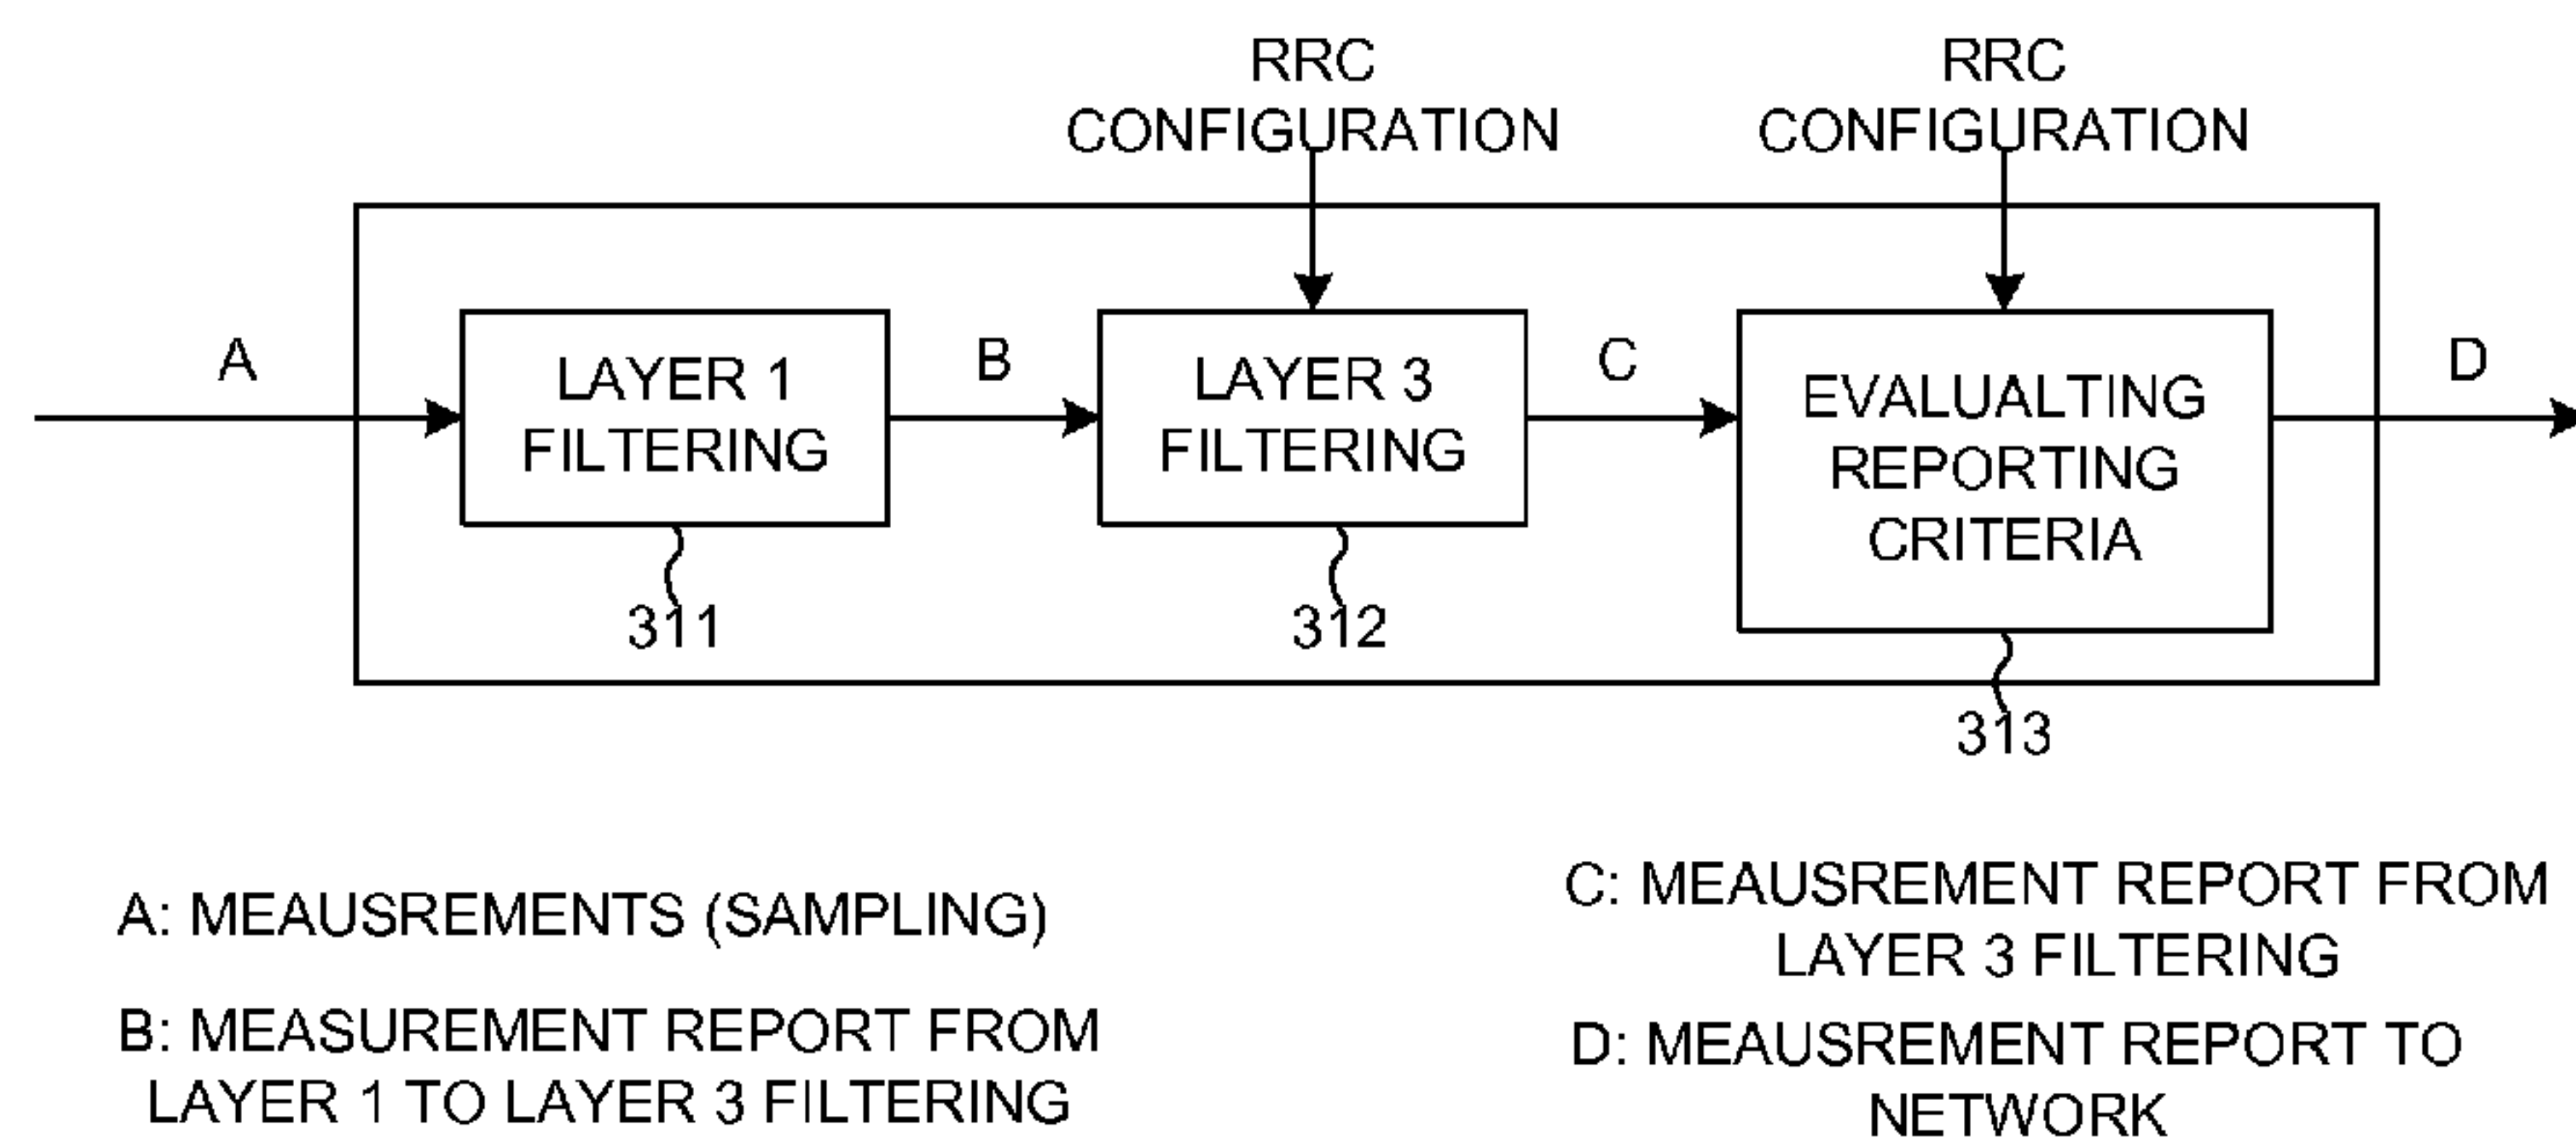 RRC
CONFIGURATION
RRC
CONFIGURATION
A
LAYER 1
FILTERING
B
LAYER 3
FILTERING
C
EVALUALTING
REPORTING
CRITERIA
D
311
312
313
A: MEAUSREMENTS (SAMPLING)
B: MEASUREMENT REPORT FROM
LAYER 1 TO LAYER 3 FILTERING
C: MEAUSREMENT REPORT FROM
LAYER 3 FILTERING
D: MEAUSREMENT REPORT TO
NETWORK